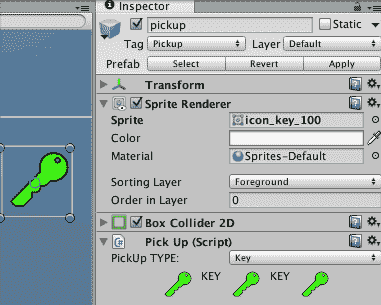 Inspector
pickup
Static
Tag Pickup Layer Default
Prefab Select Revert Apply
Transform
Sprite Renderer
Sprite icon_key_100
Color
Material Sprites-Default
Sorting Layer Foreground
Order in Layer 0
Box Collider 2D
Pick Up (Script)
PickUp TYPE: Key
KEY KEY